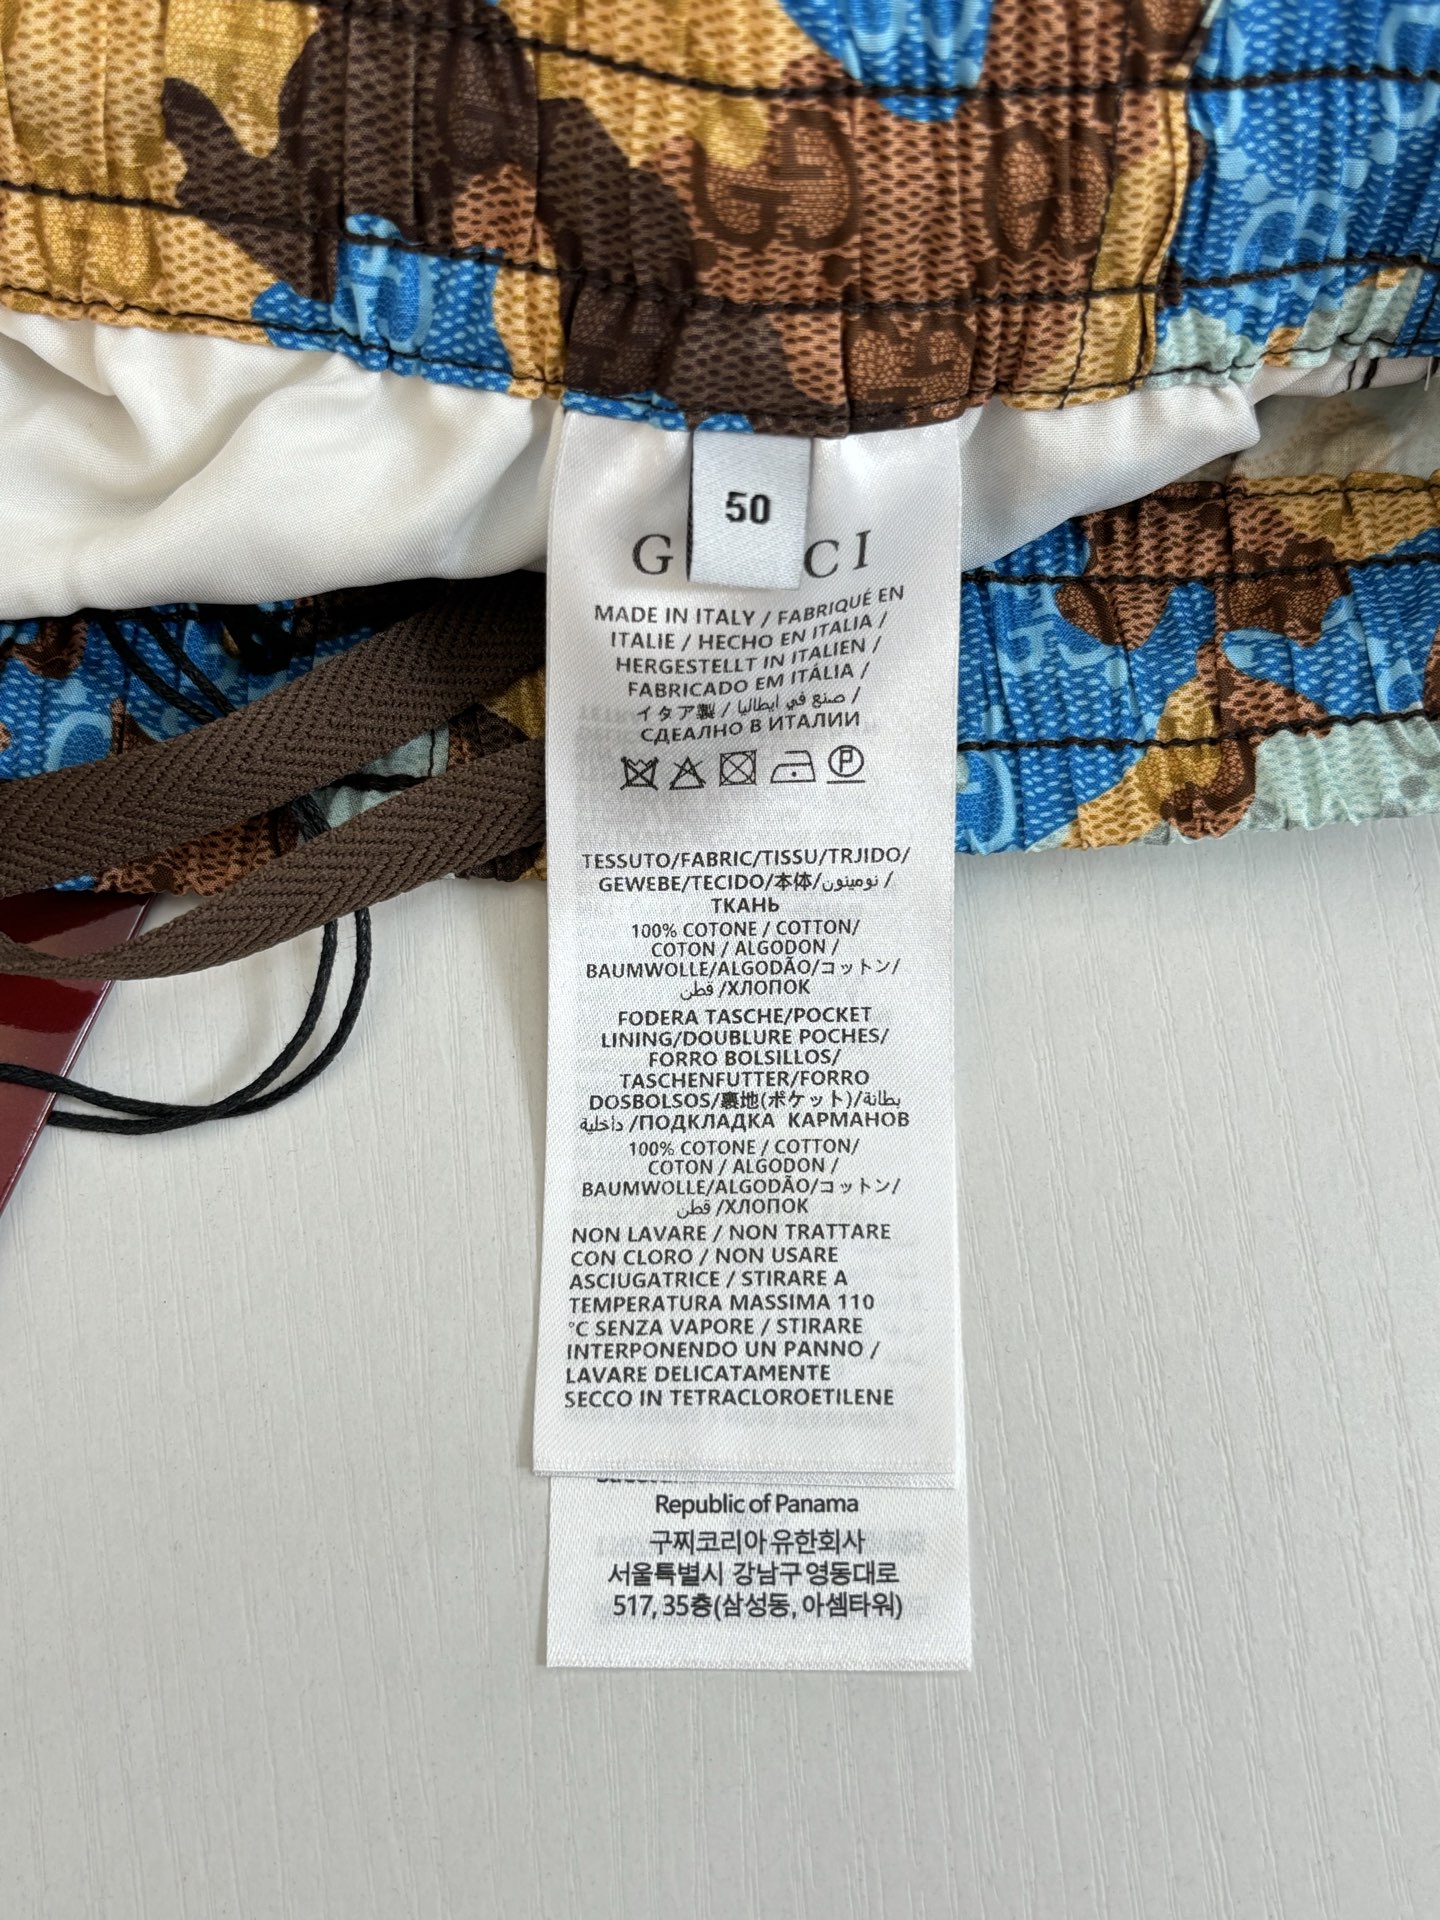 50
G CCI
MADE IN ITALY / FABRIQUÉ EN
ITALIE / HECHO EN ITALIA /
HERGESTELLT IN ITALIEN /
FABRICADO EM ITÁLIA /
イタア製 / صنع في ايطاليا /
СДЕАЛНО В ИТАЛИИ
P
TESSUTO/FABRIC/TISSU/TRJIDO/
GEWEBE/TECIDO/本体/نومينون /
ТКАНЬ
100% COTONE / COTTON/
COTON / ALGODON /
BAUMWOLLE/ALGODÃO/コットン/
قطن /ХЛОПОК
FODERA TASCHE/POCKET
LINING/DOUBLURE POCHES/
FORRO BOLSILLOS/
TASCHENFUTTER/FORRO
DOSBOLSOS/裏地(ポケット)/بطانة
داخلية /ПОДКЛАДКА КАРМАНОВ
100% COTONE / COTTON/
COTON / ALGODON /
BAUMWOLLE/ALGODÃO/コットン/
قطن /ХЛОПОК
NON LAVARE / NON TRATTARE
CON CLORO / NON USARE
ASCIUGATRICE / STIRARE A
TEMPERATURA MASSIMA 110
°C SENZA VAPORE / STIRARE
INTERPONENDO UN PANNO /
LAVARE DELICATAMENTE
SECCO IN TETRACLOROETILENE
Republic of Panama
구찌코리아 유한회사
서울특별시 강남구 영동대로
517, 35층(삼성동, 아셈타워)